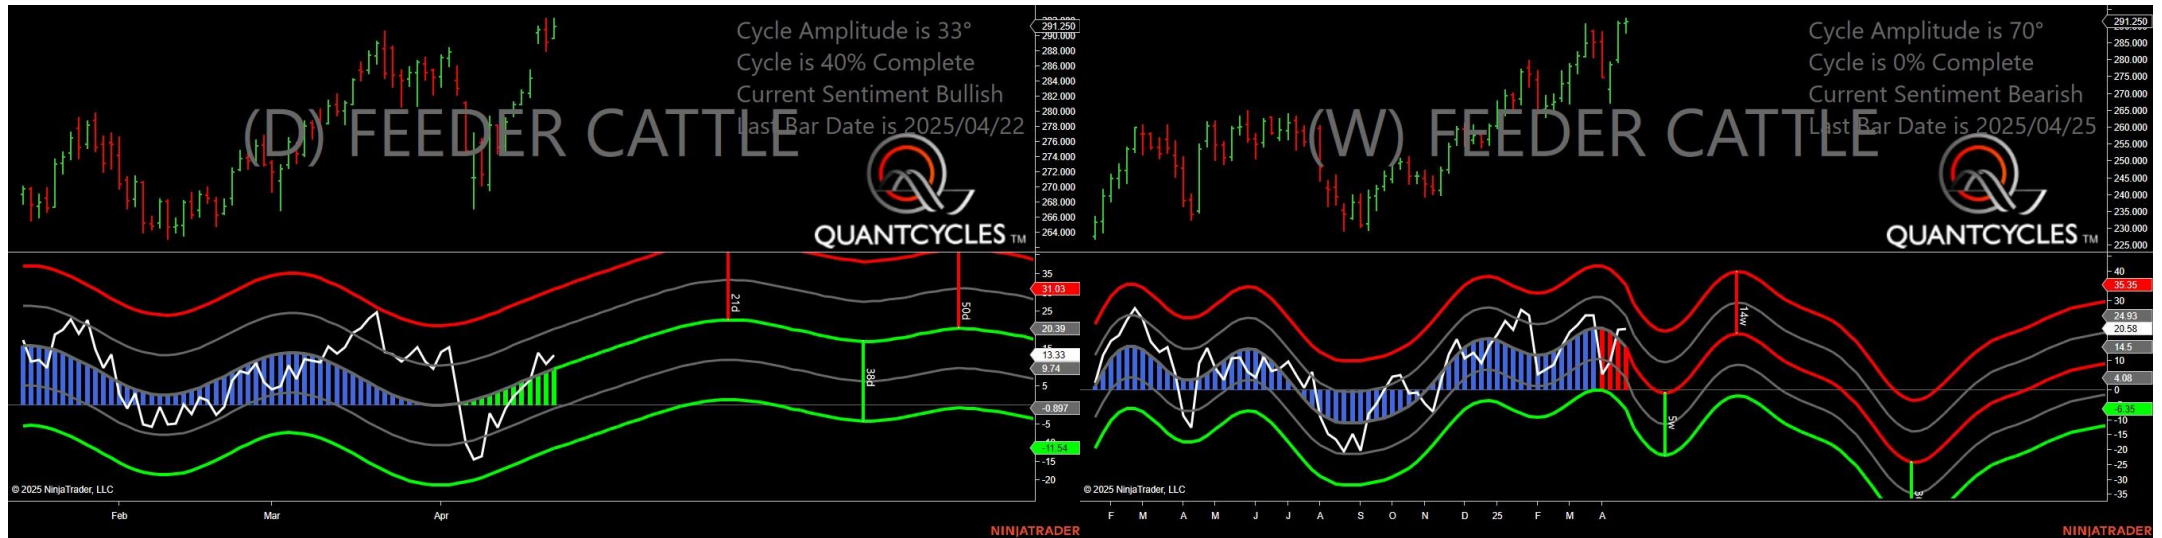 Cycle Amplitude is 33°
Cycle is 40% Complete
Current Sentiment Bullish
Last Bar Date is 2025/04/22
(D) FEEDER CATTLE
QUANTCYCLES TM
291.250
290.000
288.000
286.000
284.000
282.000
280.000
278.000
276.000
274.000
272.000
270.000
268.000
266.000
264.000
35
31.03
25
20.39
13.33
9.74
5
-0.897
-5
-11.54
-15
-20
21d
38d
50d
© 2025 NinjaTrader, LLC
Feb Mar Apr
NINJATRADER
Cycle Amplitude is 70°
Cycle is 0% Complete
Current Sentiment Bearish
Last Bar Date is 2025/04/25
(W) FEEDER CATTLE
QUANTCYCLES TM
291.250
285.000
280.000
275.000
270.000
265.000
260.000
255.000
250.000
245.000
240.000
235.000
230.000
225.000
40
35.35
30
24.93
20.58
14.5
10
4.08
0
-6.35
-10
-15
-20
-25
-30
-35
14w
5w
© 2025 NinjaTrader, LLC
F M A M J J A S O N D 25 F M A
NINJATRADER